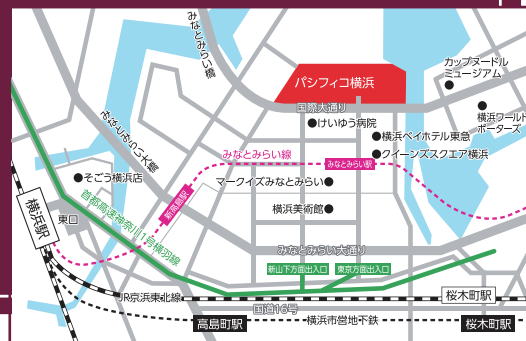 みなとみらい橋
カップヌードル
ミュージアム
パシフィコ横浜
国際大通り
横浜ワールド
ポーターズ
みなとみらい大橋
けいゆう病院
横浜ベイホテル東急
みなとみらい線
みなとみらい駅
クイーンズスクエア横浜
そごう横浜店
マークイズみなとみらい
新高島駅
横浜美術館
首都高速神奈川1号横羽線
横浜駅
東口
みなとみらい大通り
新山下方面出入口
東京方面出入口
JR京浜東北線
桜木町駅
国道16号
高島町駅
横浜市営地下鉄
桜木町駅